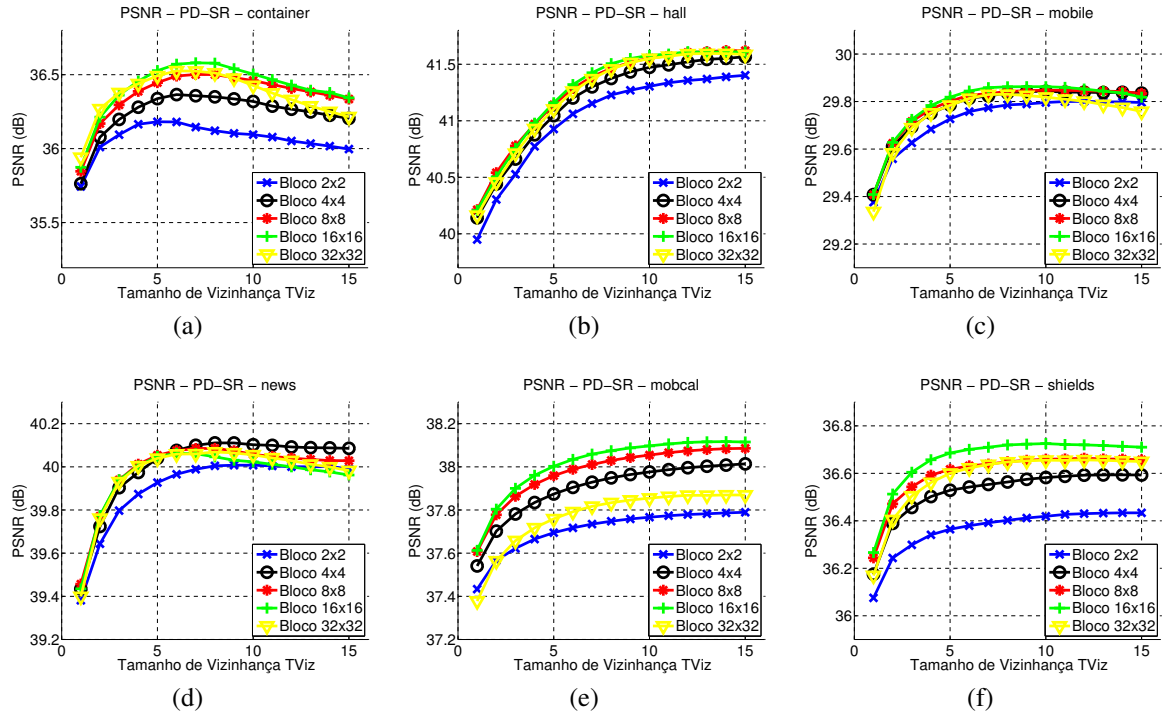 PSNR − PD−SR − container
36.5
36
35.5
PSNR (dB)
Bloco 2x2
Bloco 4x4
Bloco 8x8
Bloco 16x16
Bloco 32x32
0 5 10 15
Tamanho de Vizinhança TViz
(a)
PSNR − PD−SR − hall
41.5
41
40.5
40
PSNR (dB)
Bloco 2x2
Bloco 4x4
Bloco 8x8
Bloco 16x16
Bloco 32x32
0 5 10 15
Tamanho de Vizinhança TViz
(b)
PSNR − PD−SR − mobile
30
29.8
29.6
29.4
29.2
PSNR (dB)
Bloco 2x2
Bloco 4x4
Bloco 8x8
Bloco 16x16
Bloco 32x32
0 5 10 15
Tamanho de Vizinhança TViz
(c)
PSNR − PD−SR − news
40.2
40
39.8
39.6
39.4
39.2
PSNR (dB)
Bloco 2x2
Bloco 4x4
Bloco 8x8
Bloco 16x16
Bloco 32x32
0 5 10 15
Tamanho de Vizinhança TViz
(d)
PSNR − PD−SR − mobcal
38.2
38
37.8
37.6
37.4
37.2
PSNR (dB)
Bloco 2x2
Bloco 4x4
Bloco 8x8
Bloco 16x16
Bloco 32x32
0 5 10 15
Tamanho de Vizinhança TViz
(e)
PSNR − PD−SR − shields
36.8
36.6
36.4
36.2
36
PSNR (dB)
Bloco 2x2
Bloco 4x4
Bloco 8x8
Bloco 16x16
Bloco 32x32
0 5 10 15
Tamanho de Vizinhança TViz
(f)